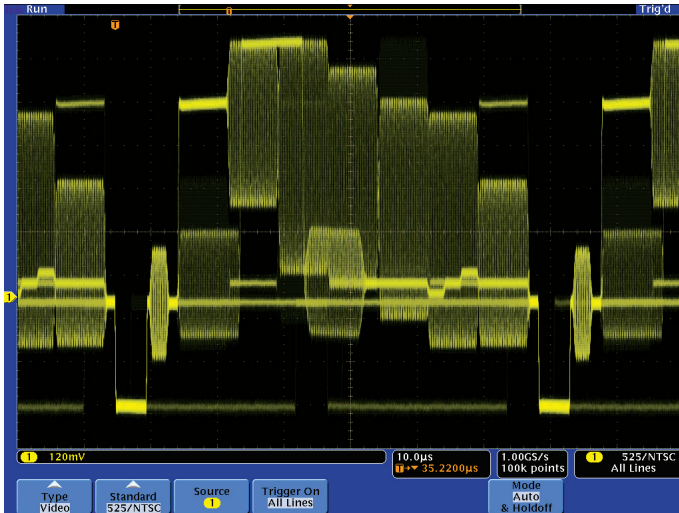 Run
T
Trig'd
T
1
1 120mV
10.0µs
T→▼ 35.2200µs
1.00GS/s
100k points
1 525/NTSC
All Lines
Type
Video
Standard
525/NTSC
Source
1
Trigger On
All Lines
Mode
Auto
& Holdoff